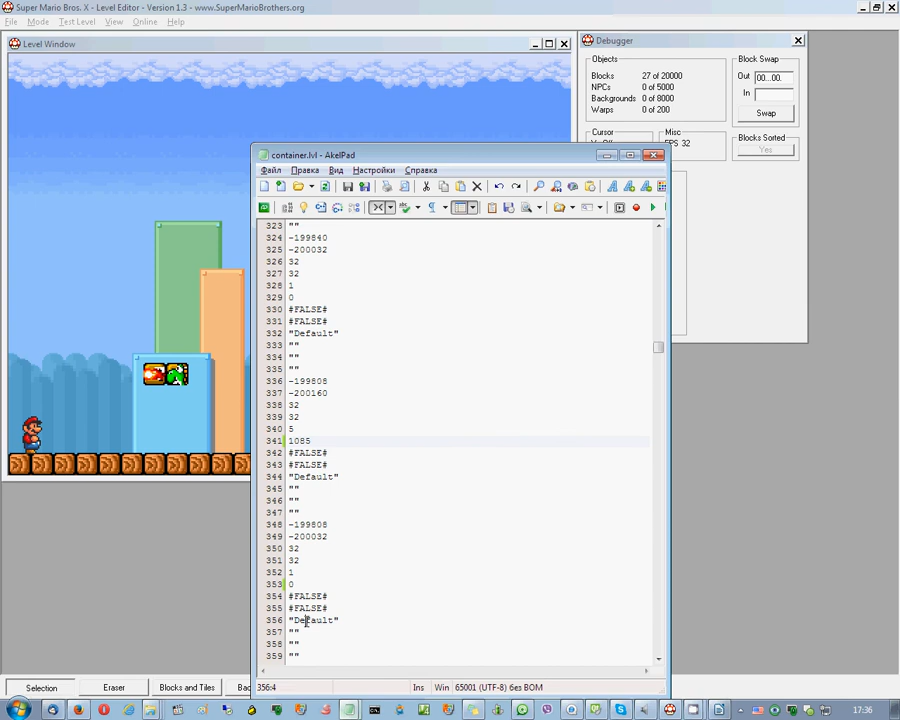 Super Mario Bros. X - Level Editor - Version 1.3 - www.SuperMarioBrothers.org
File Mode Test Level View Online Help
Level Window
Debugger
Objects
Blocks 27 of 20000
NPCs 0 of 5000
Backgrounds 0 of 8000
Warps 0 of 200
Block Swap
Out 00...00.
In
Swap
Cursor
Misc
FPS 32
Blocks Sorted
Yes
container.lvl - AkelPad
Файл Правка Вид Настройки Справка
323 ""
324 -199840
325 -200032
326 32
327 32
328 1
329 0
330 #FALSE#
331 #FALSE#
332 "Default"
333 ""
334 ""
335 ""
336 -199808
337 -200160
338 32
339 32
340 5
341 1085
342 #FALSE#
343 #FALSE#
344 "Default"
345 ""
346 ""
347 ""
348 -199808
349 -200032
350 32
351 32
352 1
353 0
354 #FALSE#
355 #FALSE#
356 "Default"
357 ""
358 ""
359 ""
356:4 Ins Win 65001 (UTF-8) без BOM
Selection Eraser Blocks and Tiles
17:36